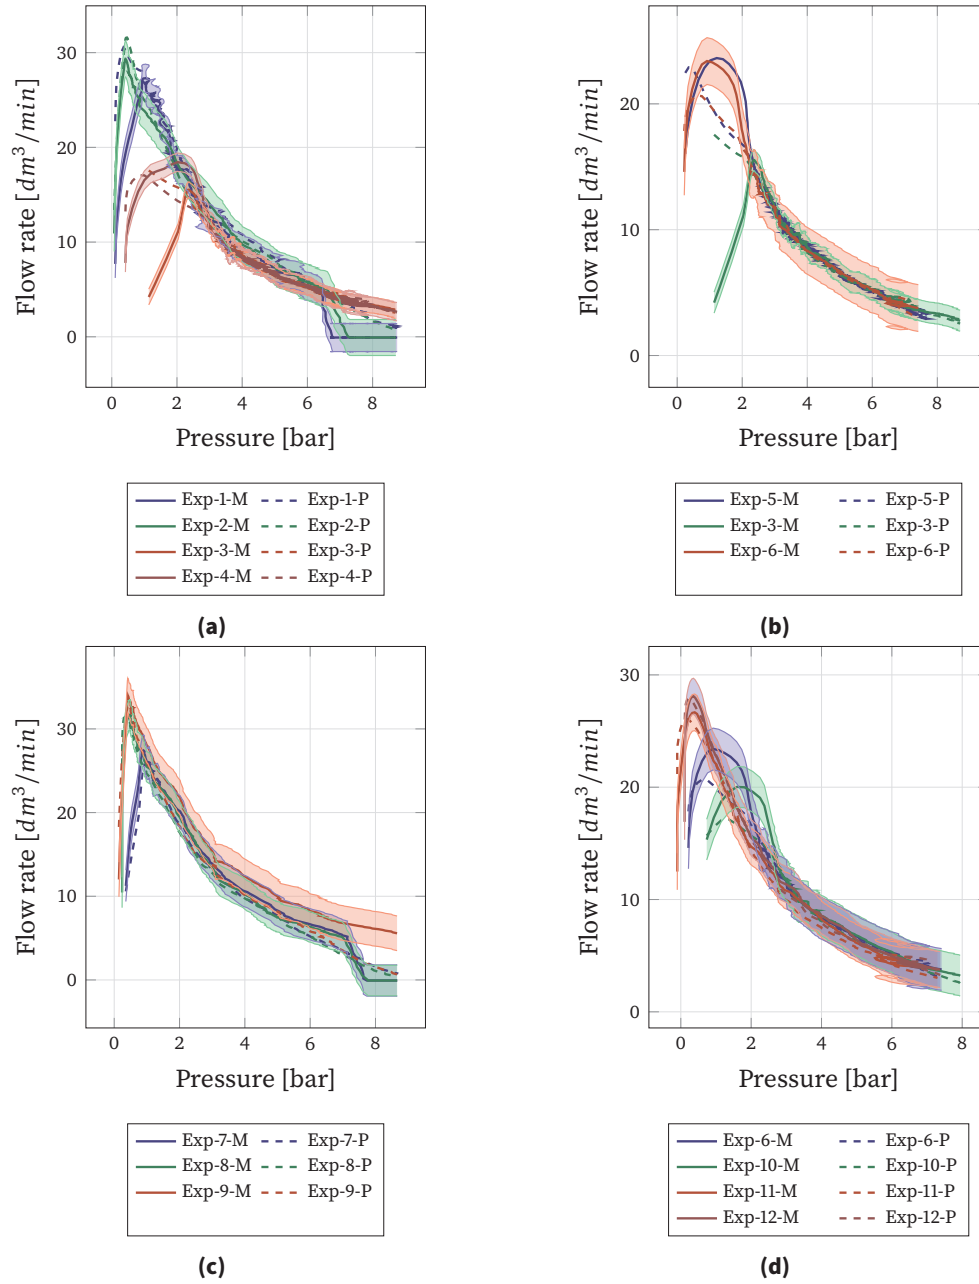 30
20
10
0
0 2 4 6 8
Flow rate [dm³/min]
Pressure [bar]
Exp-1-M Exp-1-P
Exp-2-M Exp-2-P
Exp-3-M Exp-3-P
Exp-4-M Exp-4-P
(a)
20
10
0
0 2 4 6 8
Flow rate [dm³/min]
Pressure [bar]
Exp-5-M Exp-5-P
Exp-3-M Exp-3-P
Exp-6-M Exp-6-P
(b)
30
20
10
0
0 2 4 6 8
Flow rate [dm³/min]
Pressure [bar]
Exp-7-M Exp-7-P
Exp-8-M Exp-8-P
Exp-9-M Exp-9-P
(c)
30
20
10
0
0 2 4 6 8
Flow rate [dm³/min]
Pressure [bar]
Exp-6-M Exp-6-P
Exp-10-M Exp-10-P
Exp-11-M Exp-11-P
Exp-12-M Exp-12-P
(d)